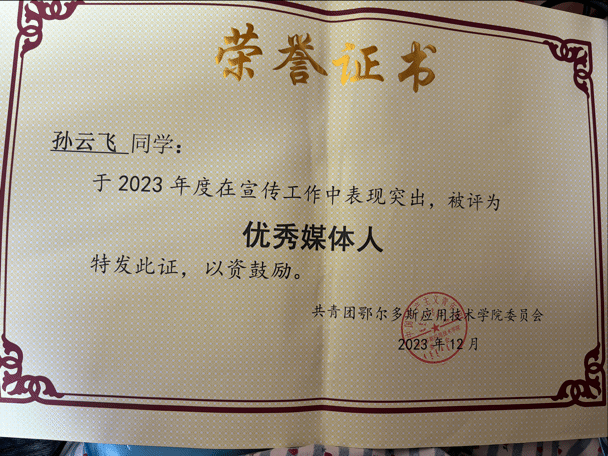 荣誉证书
孙云飞 同学：
于 2023 年度在宣传工作中表现突出，被评为
优秀媒体人
特发此证，以资鼓励。
共青团鄂尔多斯应用技术学院委员会
2023 年 12 月